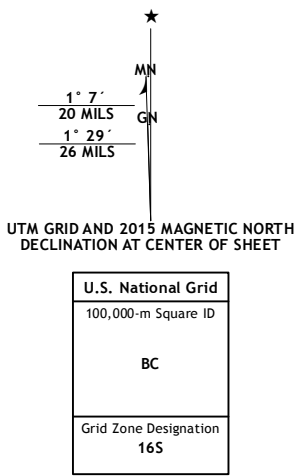 MN
1° 7´
20 MILS
GN
1° 29´
26 MILS
UTM GRID AND 2015 MAGNETIC NORTH
DECLINATION AT CENTER OF SHEET
U.S. National Grid
100,000-m Square ID
BC
Grid Zone Designation
16S